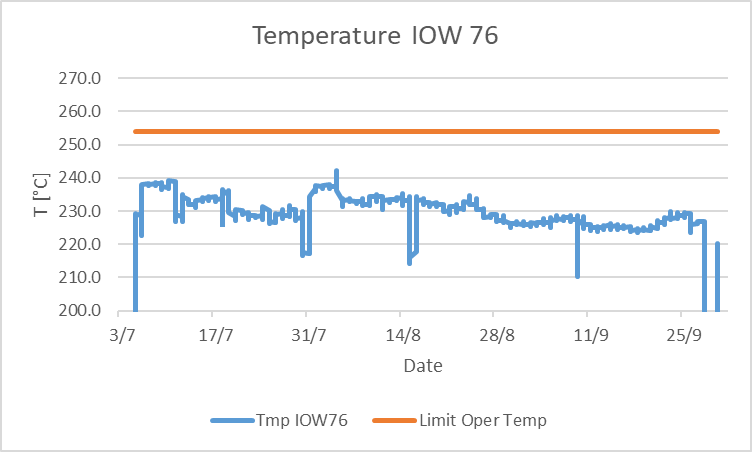 Temperature IOW 76
270.0
260.0
250.0
240.0
230.0
220.0
210.0
200.0
T [°C]
3/7 17/7 31/7 14/8 28/8 11/9 25/9
Date
Tmp IOW76 Limit Oper Temp